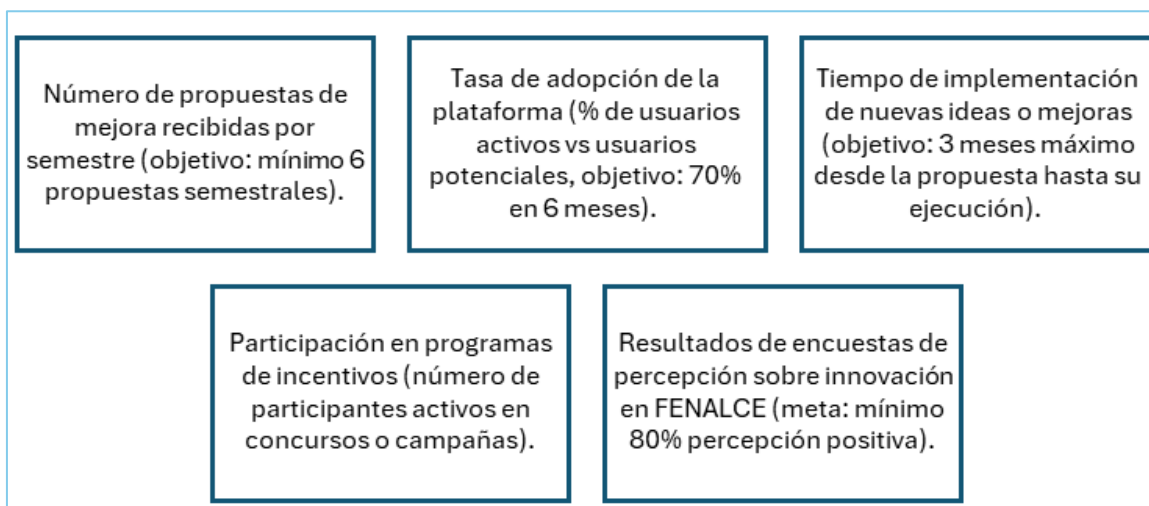 Número de propuestas de
mejora recibidas por
semestre (objetivo: mínimo 6
propuestas semestrales).
Tasa de adopción de la
plataforma (% de usuarios
activos vs usuarios
potenciales, objetivo: 70%
en 6 meses).
Tiempo de implementación
de nuevas ideas o mejoras
(objetivo: 3 meses máximo
desde la propuesta hasta su
ejecución).
Participación en programas
de incentivos (número de
participantes activos en
concursos o campañas).
Resultados de encuestas de
percepción sobre innovación
en FENALCE (meta: mínimo
80% percepción positiva).